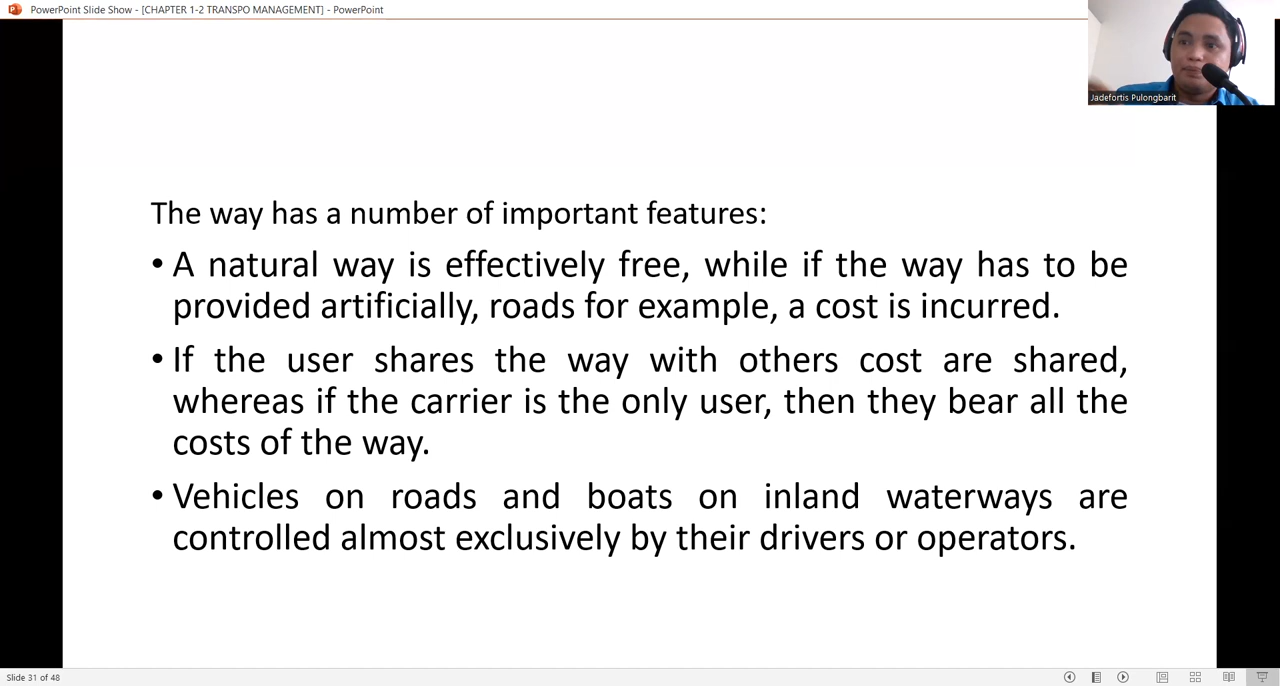 PowerPoint Slide Show - [CHAPTER 1-2 TRANSPO MANAGEMENT] - PowerPoint
Jadefortis Pulongbarit
The way has a number of important features:
• A natural way is effectively free, while if the way has to be
provided artificially, roads for example, a cost is incurred.
• If the user shares the way with others cost are shared,
whereas if the carrier is the only user, then they bear all the
costs of the way.
• Vehicles on roads and boats on inland waterways are
controlled almost exclusively by their drivers or operators.
Slide 31 of 48